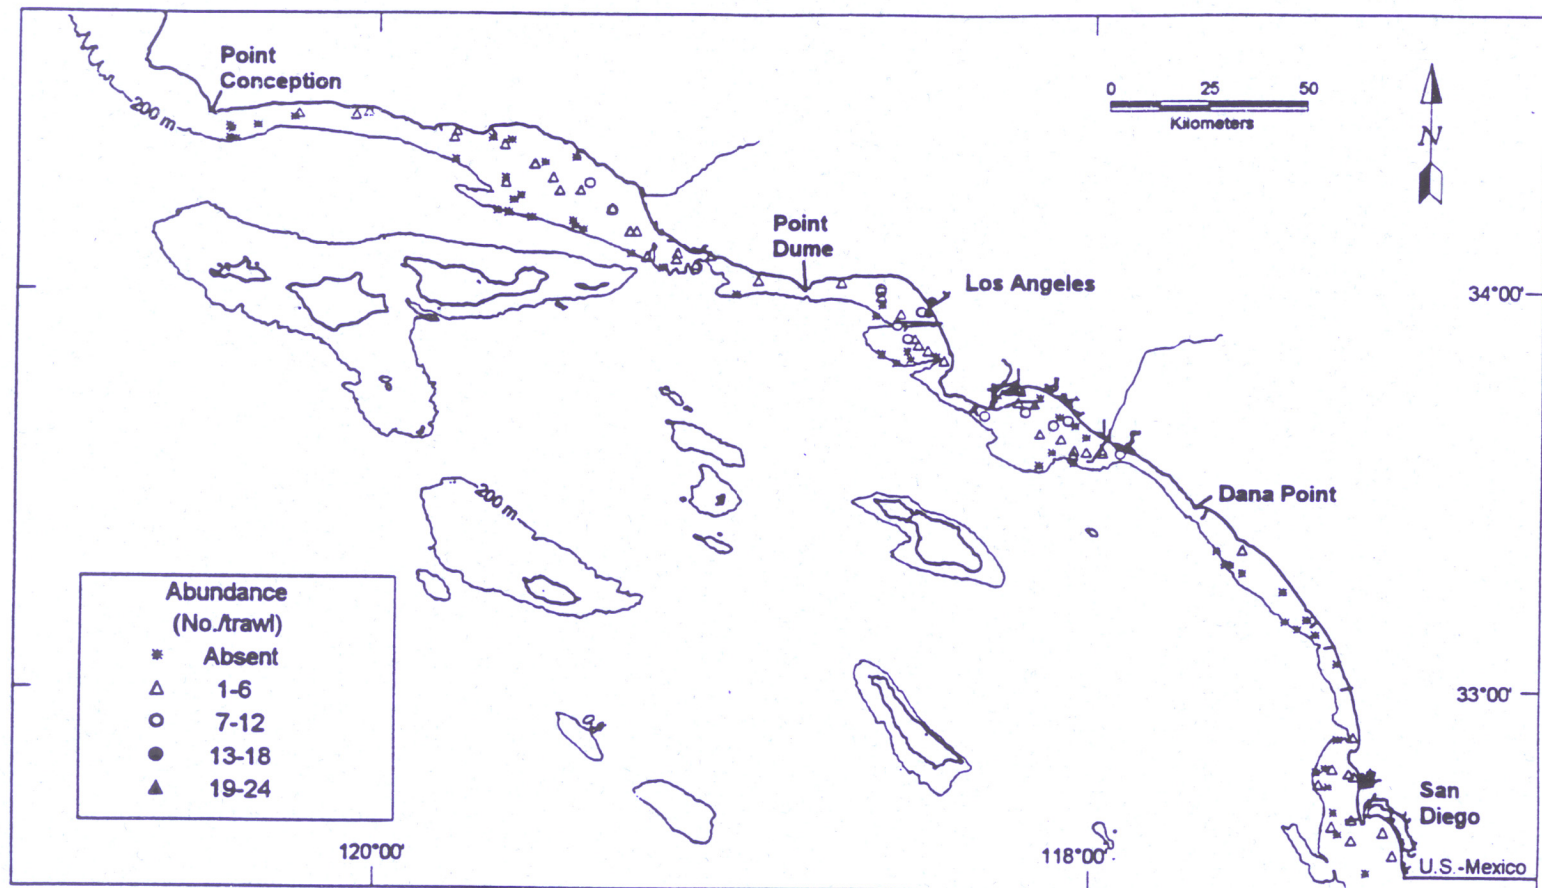 Point
Conception
200 m
0 25 50
Kilometers
N
Point
Dume
Los Angeles
34°00'
200 m
Dana Point
Abundance
(No./trawl)
Absent
1-6
7-12
13-18
19-24
33°00'
San
Diego
120°00'
118°00'
U.S.-Mexico